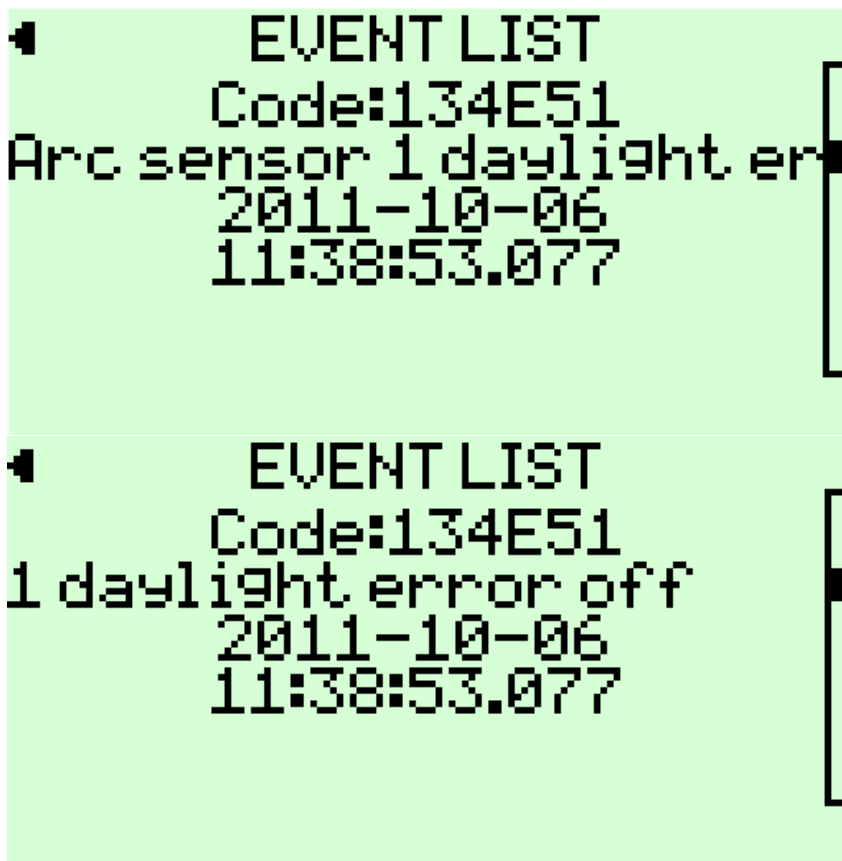 EVENT LIST
Code:134E51
Arc sensor 1 daylight er
2011-10-06
11:38:53.077
EVENT LIST
Code:134E51
1 daylight error off
2011-10-06
11:38:53.077